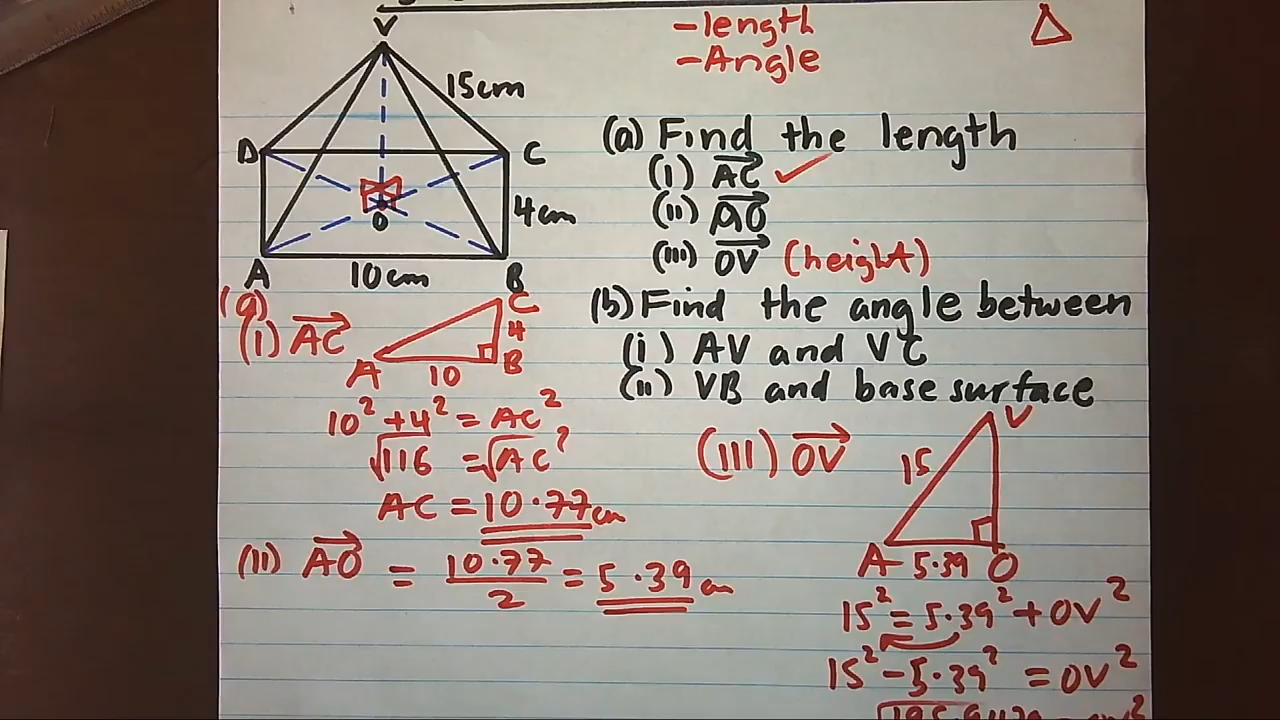 -length
-Angle
V
15cm
D
C
4cm
O
A
10cm
B
(a) Find the length
(i) AC ✓
(ii) AO
(iii) OV (height)
(b) Find the angle between
(i) AV and VC
(ii) VB and base surface
(a)
(i) AC
C
4
B
A
10
10² + 4² = AC²
√116 = √AC²
AC = 10.77cm
(ii) AO = 10.77/2 = 5.39cm
(iii) OV
V
15
A 5.39 O
15² = 5.39² + OV²
15² - 5.39² = OV²